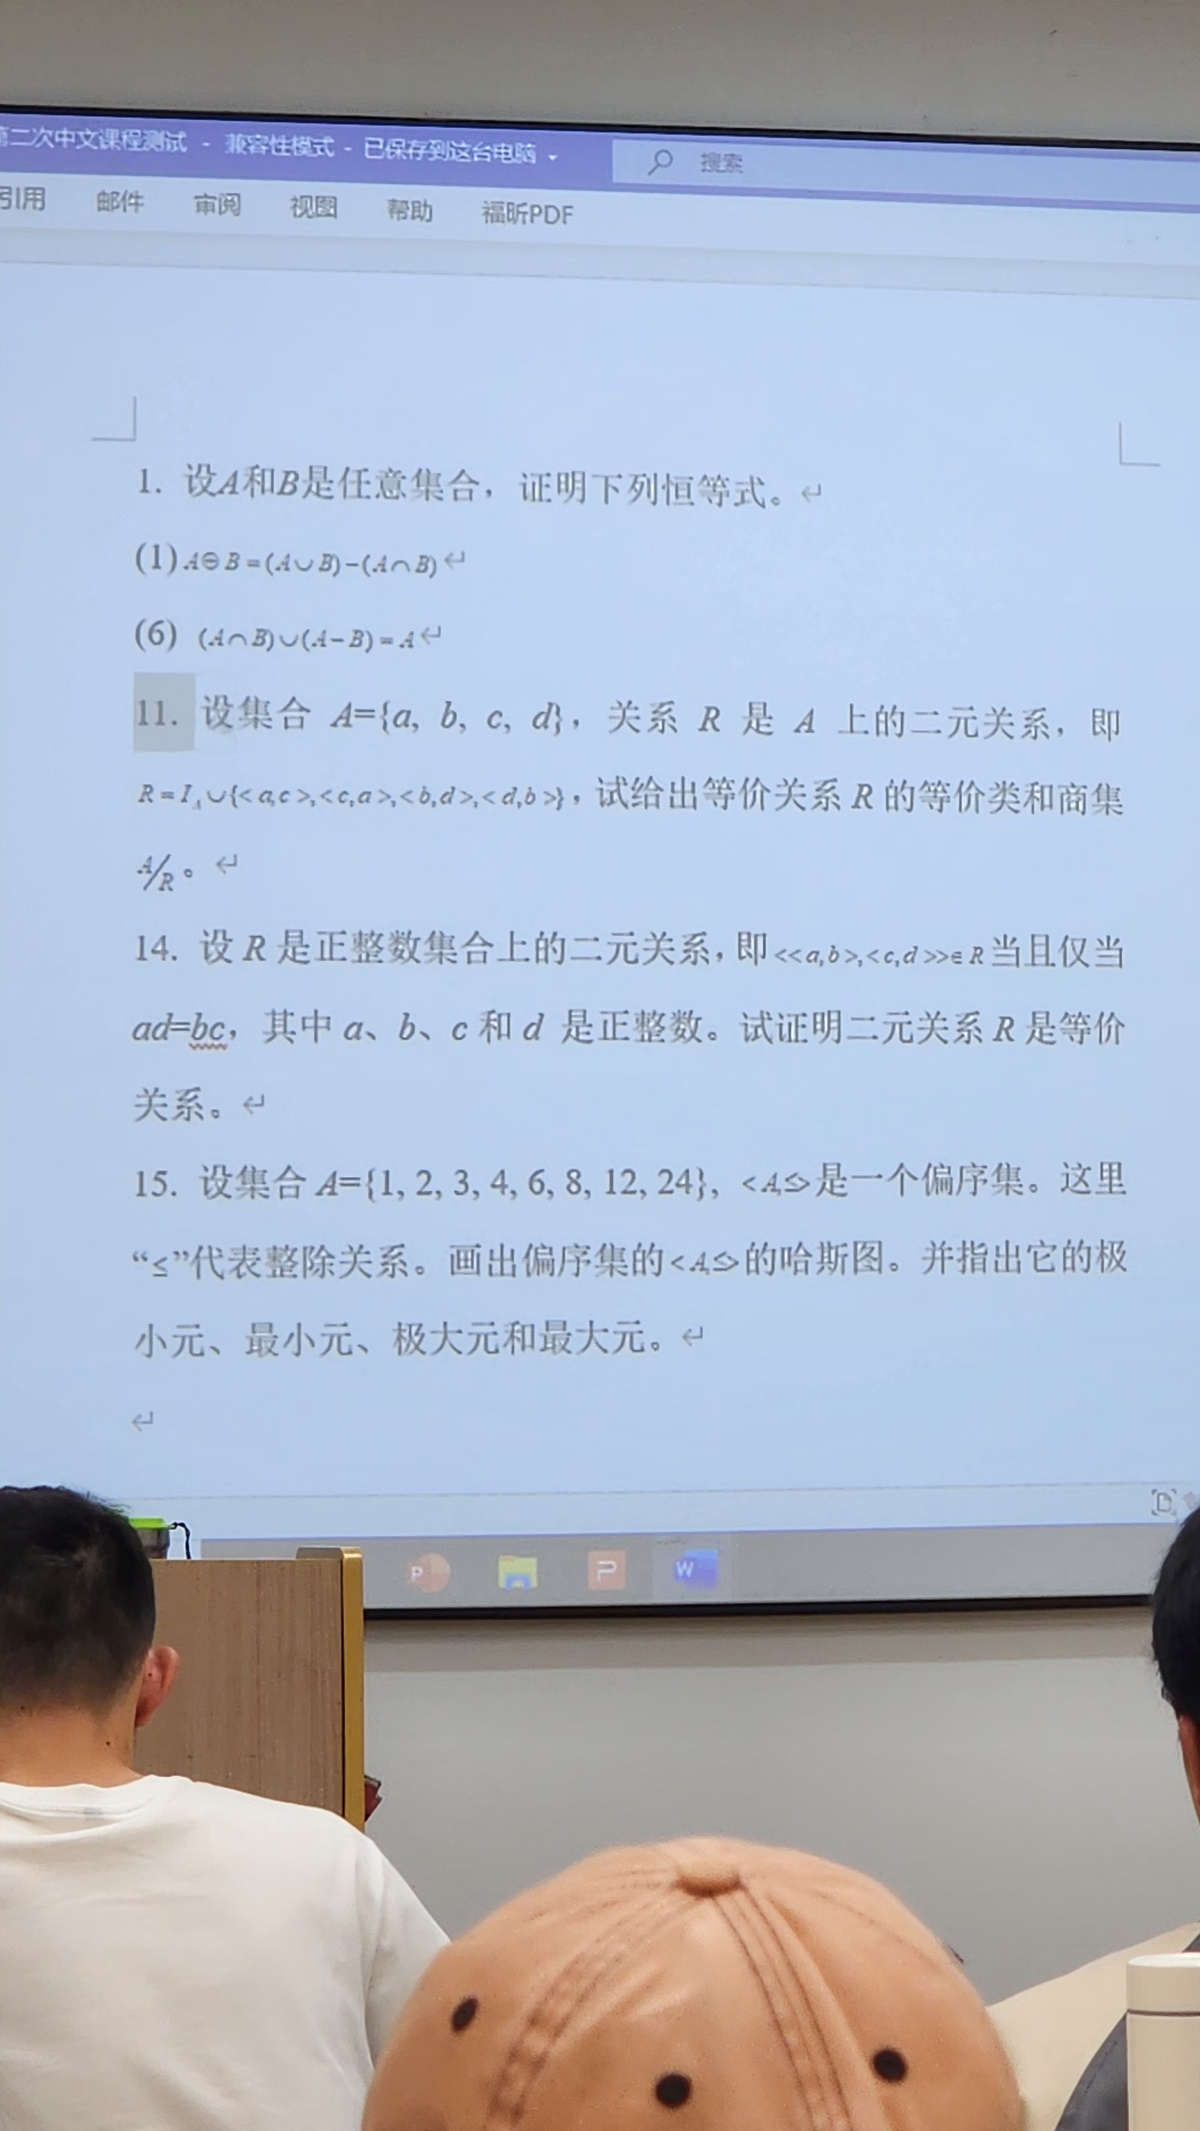 第二次中文课程测试 - 兼容性模式 - 已保存到这台电脑
搜索
引用 邮件 审阅 视图 帮助 福昕PDF
1. 设A和B是任意集合，证明下列恒等式。↵
(1) A⊖B=(A∪B)-(A∩B)↵
(6) (A∩B)∪(A-B)=A↵
11. 设集合 A={a, b, c, d}，关系 R 是 A 上的二元关系，即
R=I_A∪{<a,c>,<c,a>,<b,d>,<d,b>}，试给出等价关系 R 的等价类和商集
A/R。↵
14. 设 R 是正整数集合上的二元关系，即<<a,b>,<c,d>>∈R当且仅当
ad=bc，其中 a、b、c 和 d 是正整数。试证明二元关系 R 是等价
关系。↵
15. 设集合 A={1, 2, 3, 4, 6, 8, 12, 24}，<A,≤>是一个偏序集。这里
“≤”代表整除关系。画出偏序集的<A,≤>的哈斯图。并指出它的极
小元、最小元、极大元和最大元。↵
↵
P P W